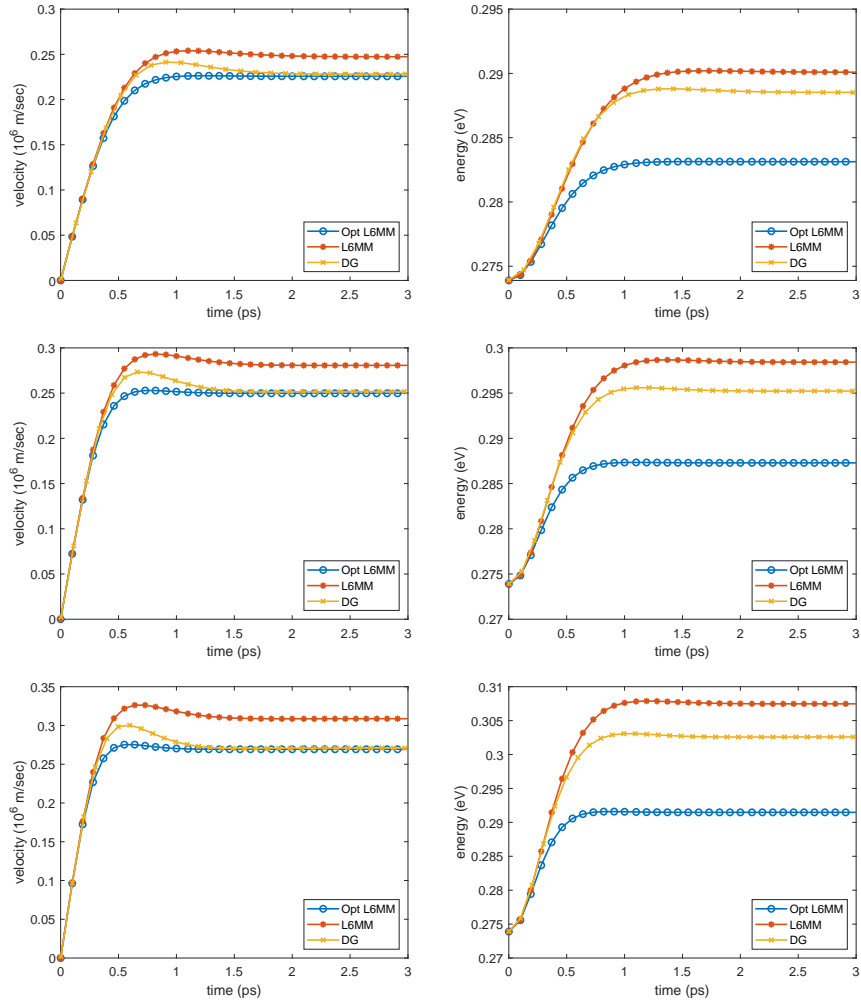 0.3
0.25
0.2
0.15
0.1
0.05
0
velocity (10⁶ m/sec)
Opt L6MM
L6MM
DG
0 0.5 1 1.5 2 2.5 3
time (ps)
0.295
0.29
0.285
0.28
0.275
energy (eV)
Opt L6MM
L6MM
DG
0 0.5 1 1.5 2 2.5 3
time (ps)
0.3
0.25
0.2
0.15
0.1
0.05
0
velocity (10⁶ m/sec)
Opt L6MM
L6MM
DG
0 0.5 1 1.5 2 2.5 3
time (ps)
0.3
0.295
0.29
0.285
0.28
0.275
0.27
energy (eV)
Opt L6MM
L6MM
DG
0 0.5 1 1.5 2 2.5 3
time (ps)
0.35
0.3
0.25
0.2
0.15
0.1
0.05
0
velocity (10⁶ m/sec)
Opt L6MM
L6MM
DG
0 0.5 1 1.5 2 2.5 3
time (ps)
0.31
0.305
0.3
0.295
0.29
0.285
0.28
0.275
0.27
energy (eV)
Opt L6MM
L6MM
DG
0 0.5 1 1.5 2 2.5 3
time (ps)